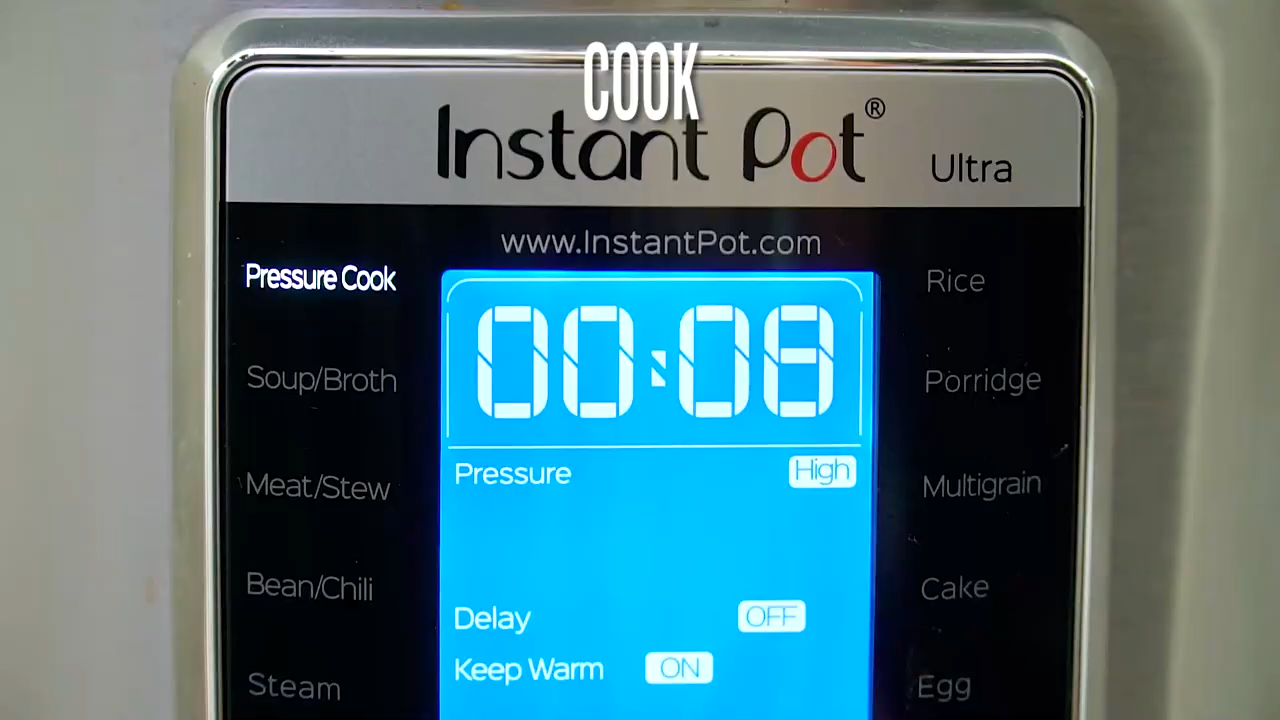 COOK
Instant Pot®
Ultra
www.InstantPot.com
Pressure Cook
Rice
00:08
Soup/Broth
Porridge
Pressure High
Meat/Stew
Multigrain
Bean/Chili
Cake
Delay OFF
Keep Warm ON
Steam
Egg